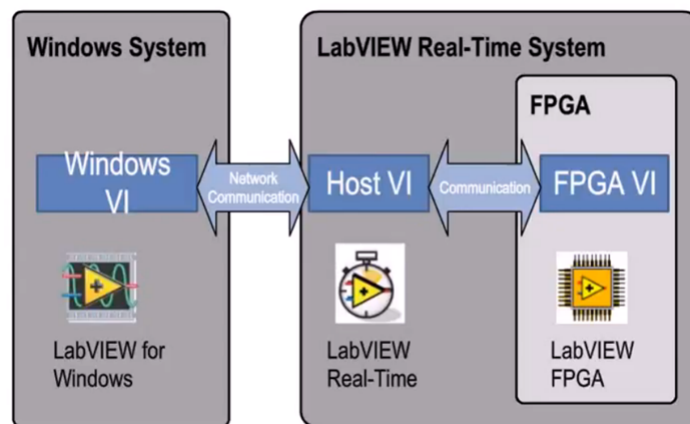 Windows System
LabVIEW Real-Time System
FPGA
Windows
VI
Network
Communication
Host VI
Communication
FPGA VI
LabVIEW for
Windows
LabVIEW
Real-Time
LabVIEW
FPGA